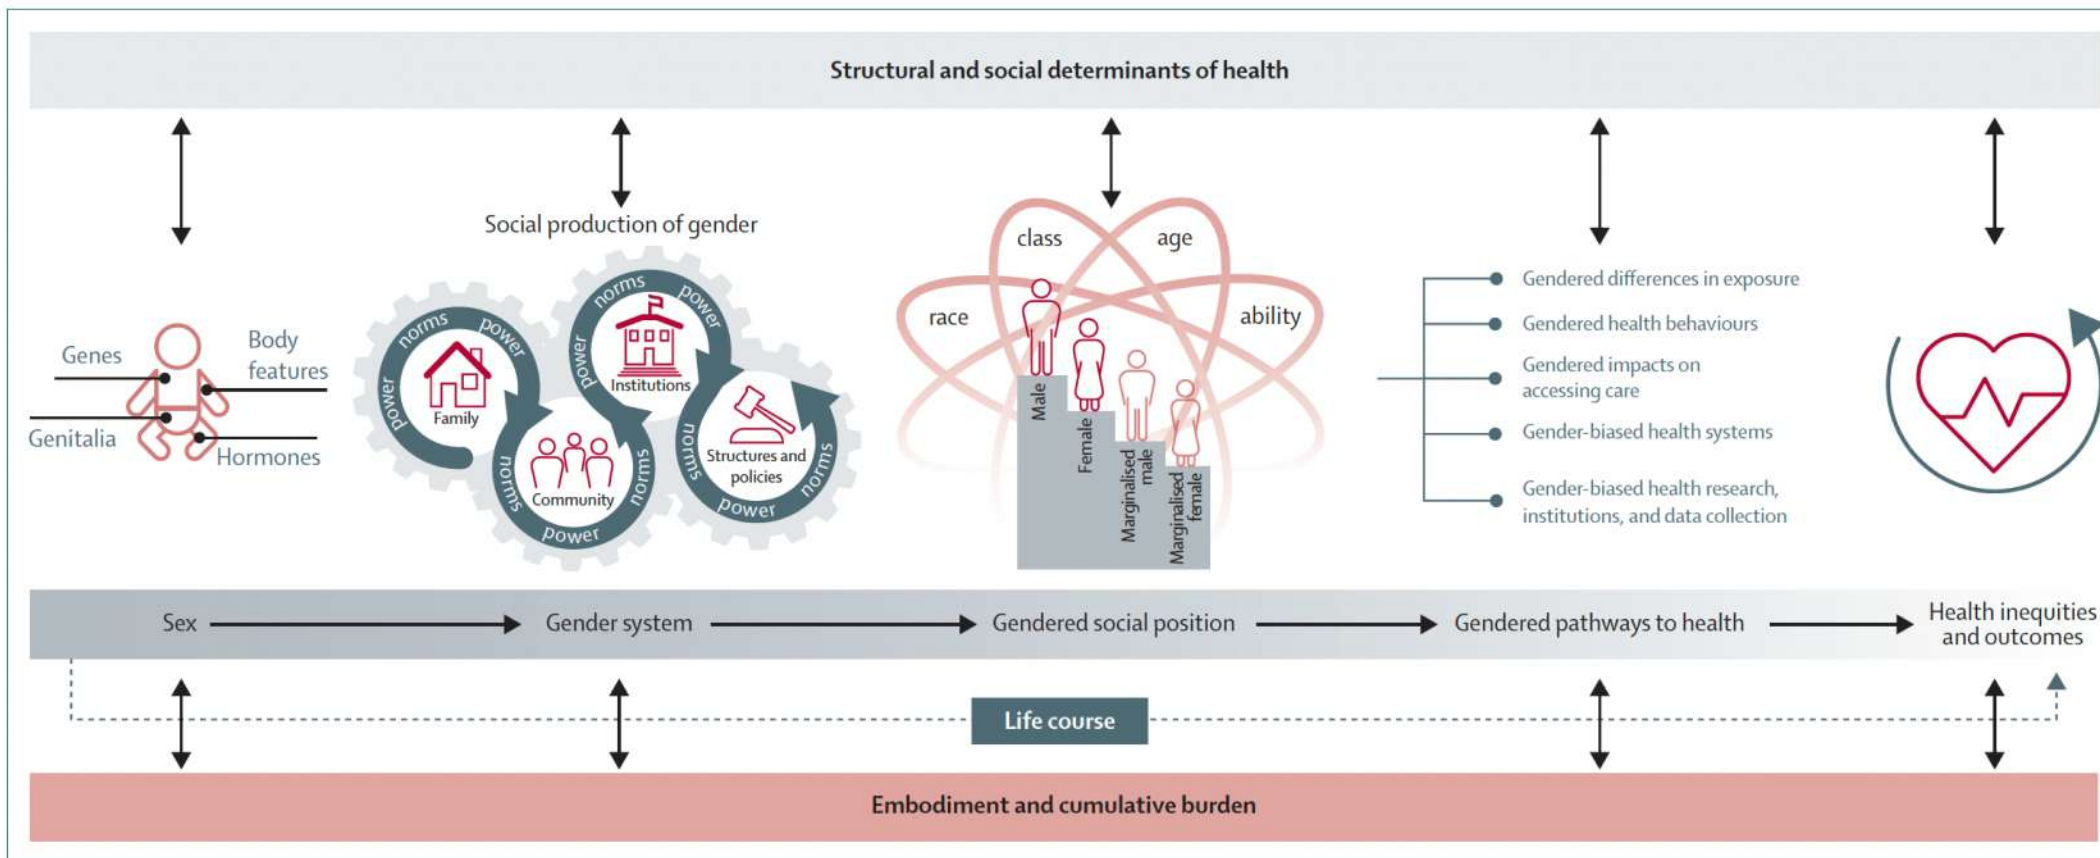 Structural and social determinants of health
Genes
Body
features
Genitalia
Hormones
Social production of gender
norms
power
power
Family
norms
power
norms
Community
norms
power
power
Institutions
norms
power
norms
Structures and
policies
class
age
race
ability
Male
Female
Marginalised
male
Marginalised
female
Gendered differences in exposure
Gendered health behaviours
Gendered impacts on
accessing care
Gender-biased health systems
Gender-biased health research,
institutions, and data collection
Sex
Gender system
Gendered social position
Gendered pathways to health
Health inequities
and outcomes
Life course
Embodiment and cumulative burden